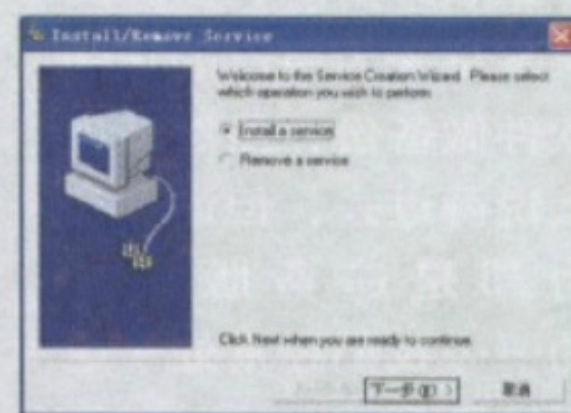 Install/Remove Service
Welcome to the Service Creation Wizard. Please select
which operation you wish to perform.
Install a service
Remove a service
Click Next when you are ready to continue.
下一步(N) >
取消